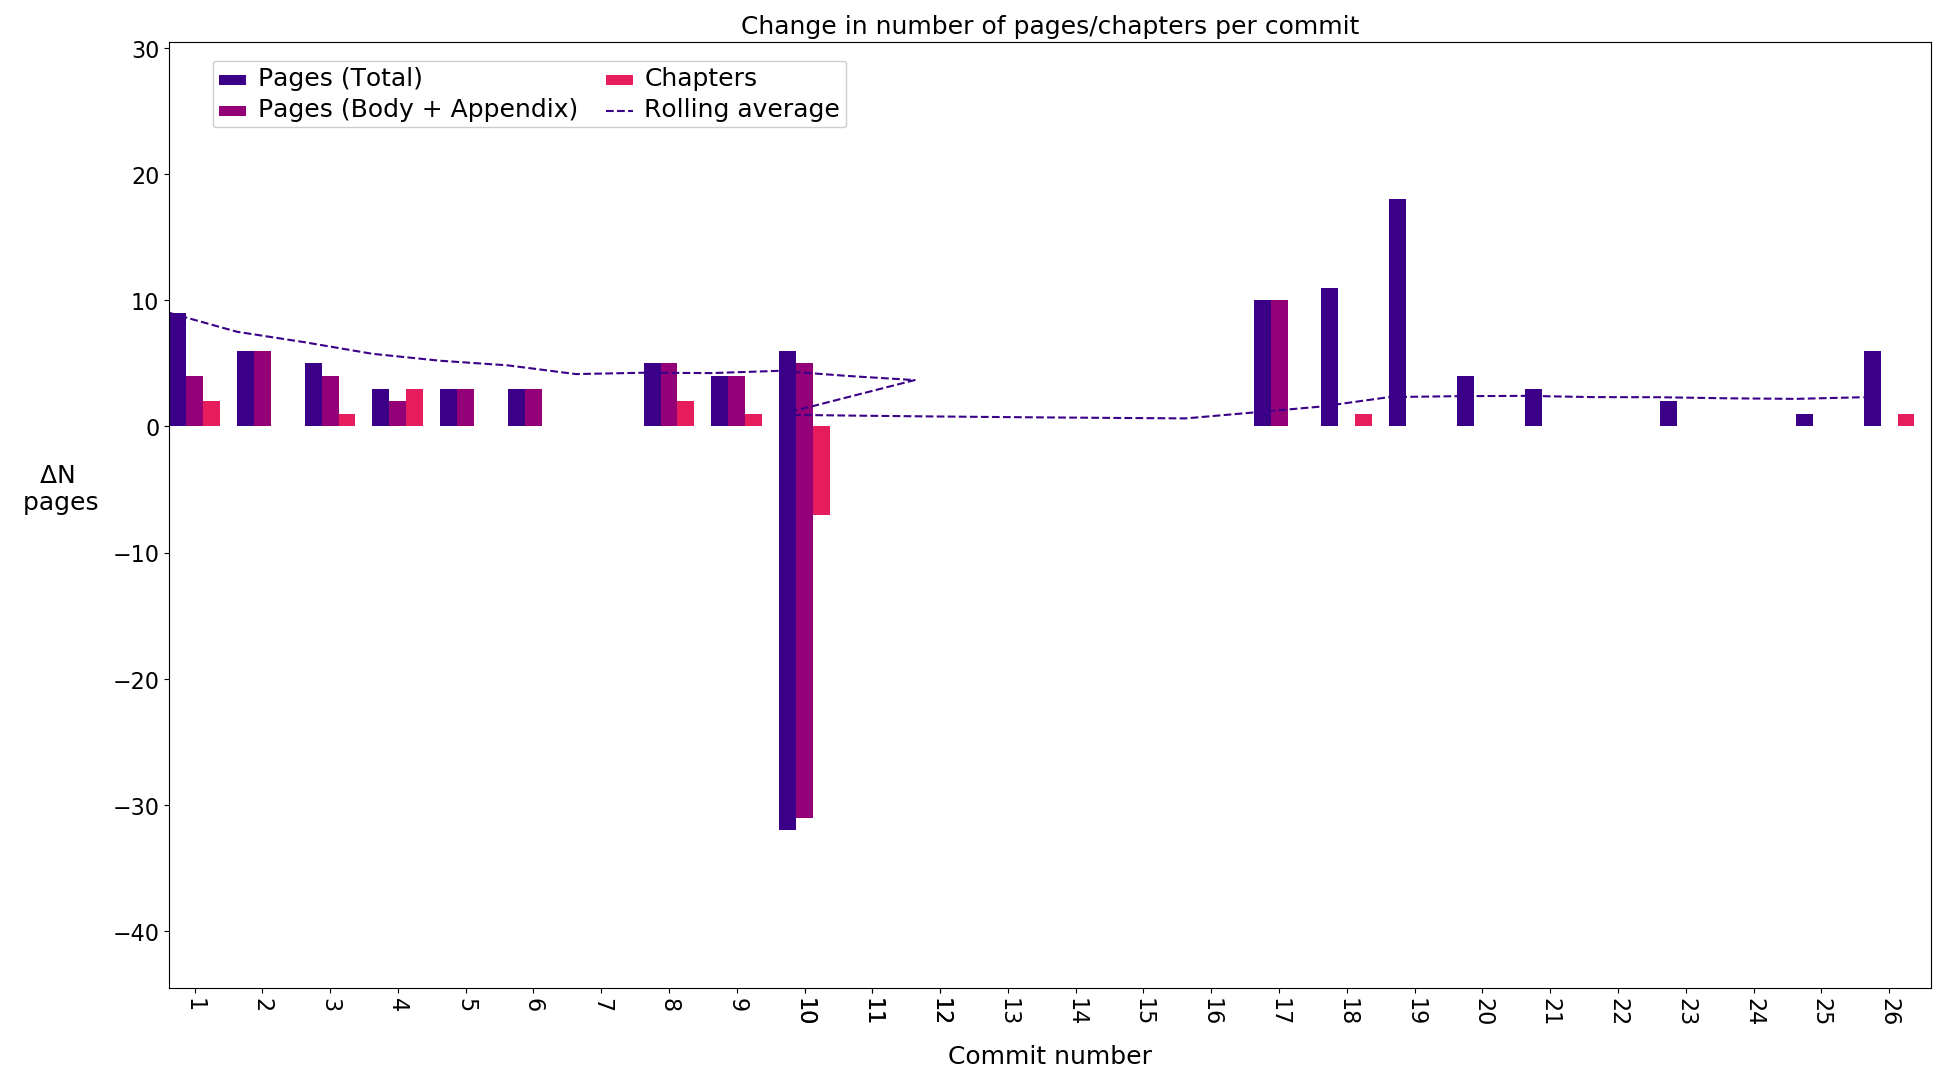 Change in number of pages/chapters per commit
Pages (Total)
Pages (Body + Appendix)
Chapters
Rolling average
30
20
10
0
−10
−20
−30
−40
ΔN
pages
1 2 3 4 5 6 7 8 9 10 11 12 13 14 15 16 17 18 19 20 21 22 23 24 25 26
Commit number